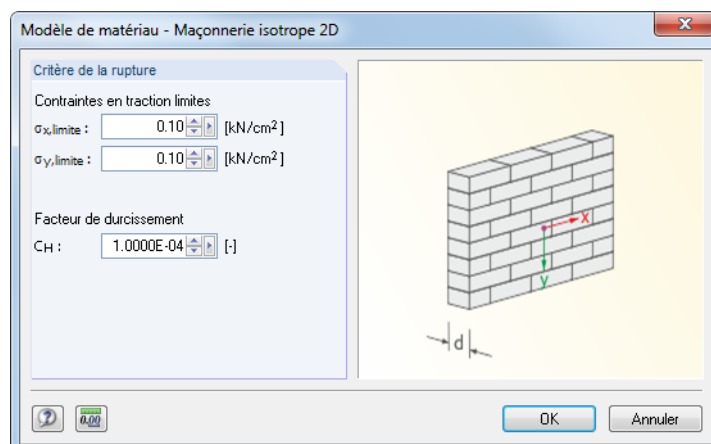 Modèle de matériau - Maçonnerie isotrope 2D
Critère de la rupture
Contraintes en traction limites
σx,limite : 0.10 [kN/cm²]
σy,limite : 0.10 [kN/cm²]
Facteur de durcissement
CH : 1.0000E-04 [-]
x
y
d
0.00
OK
Annuler